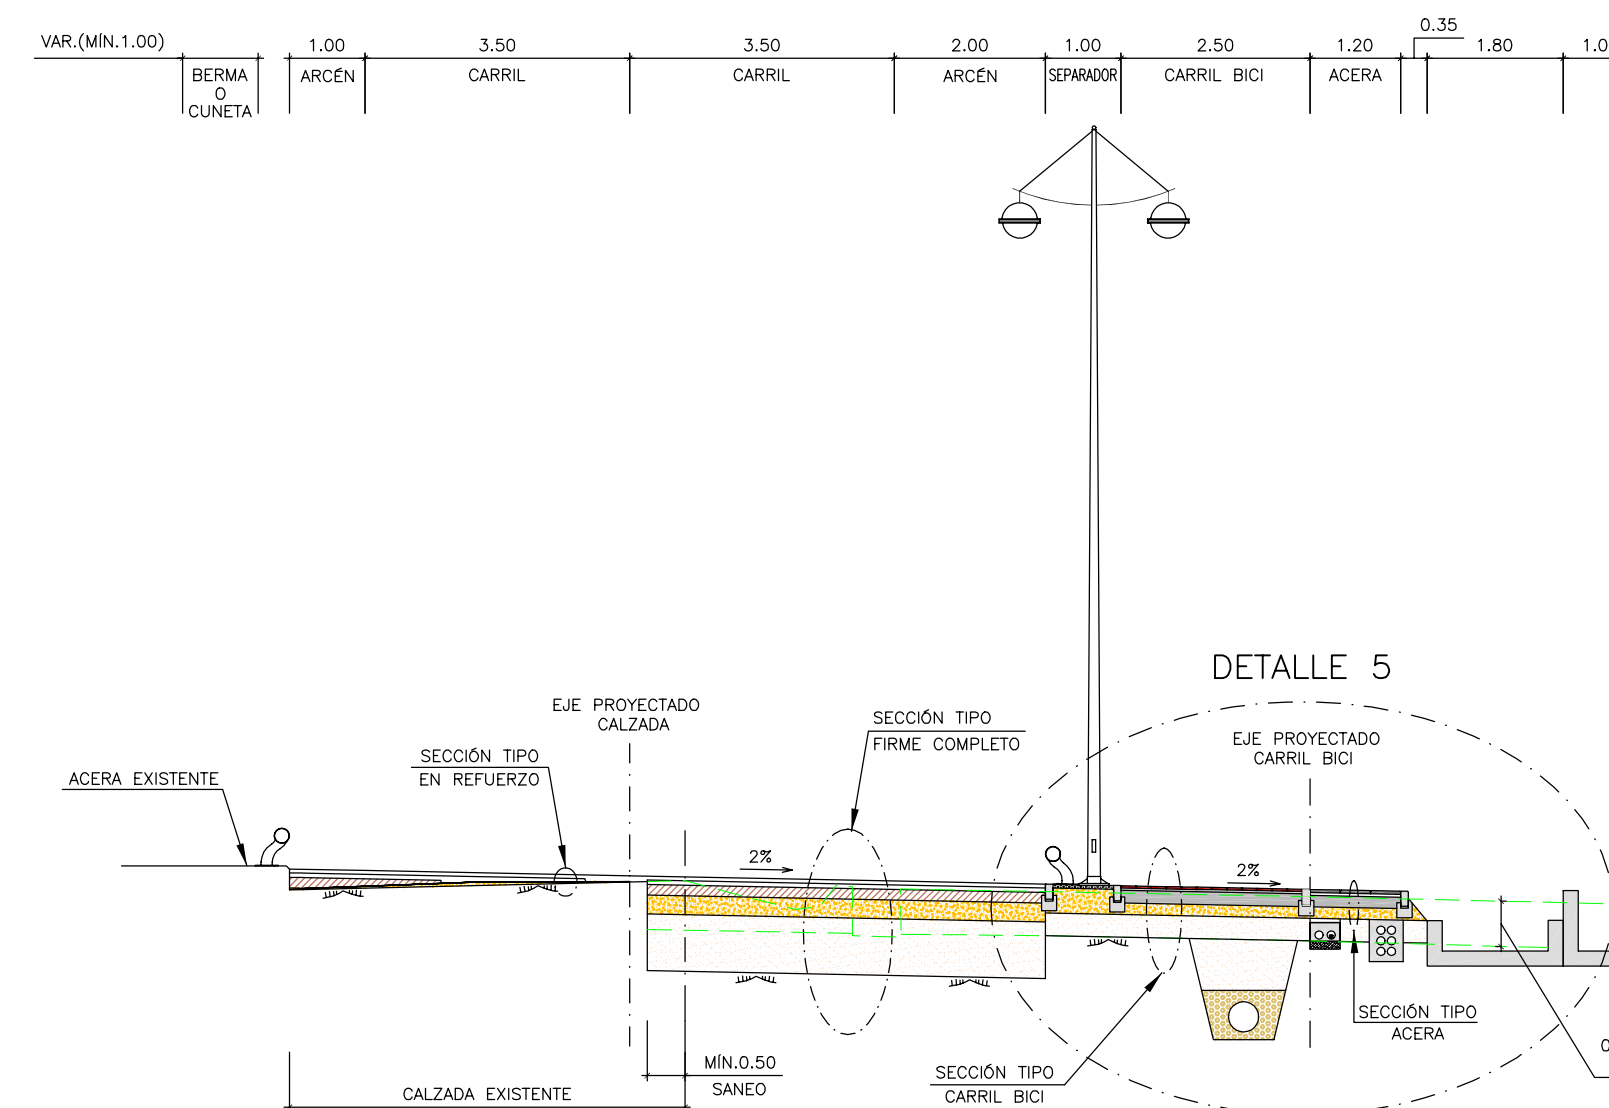 0.35
VAR.(MÍN.1.00)
1.00
3.50
3.50
2.00
1.00
2.50
1.20
1.80
BERMA
O
CUNETA
ARCÉN
CARRIL
CARRIL
ARCÉN
SEPARADOR
CARRIL BICI
ACERA
DETALLE 5
EJE PROYECTADO
CALZADA
SECCIÓN TIPO
FIRME COMPLETO
EJE PROYECTADO
CARRIL BICI
SECCIÓN TIPO
EN REFUERZO
ACERA EXISTENTE
2%
2%
SECCIÓN TIPO
ACERA
MÍN.0.50
SANEO
SECCIÓN TIPO
CARRIL BICI
CALZADA EXISTENTE